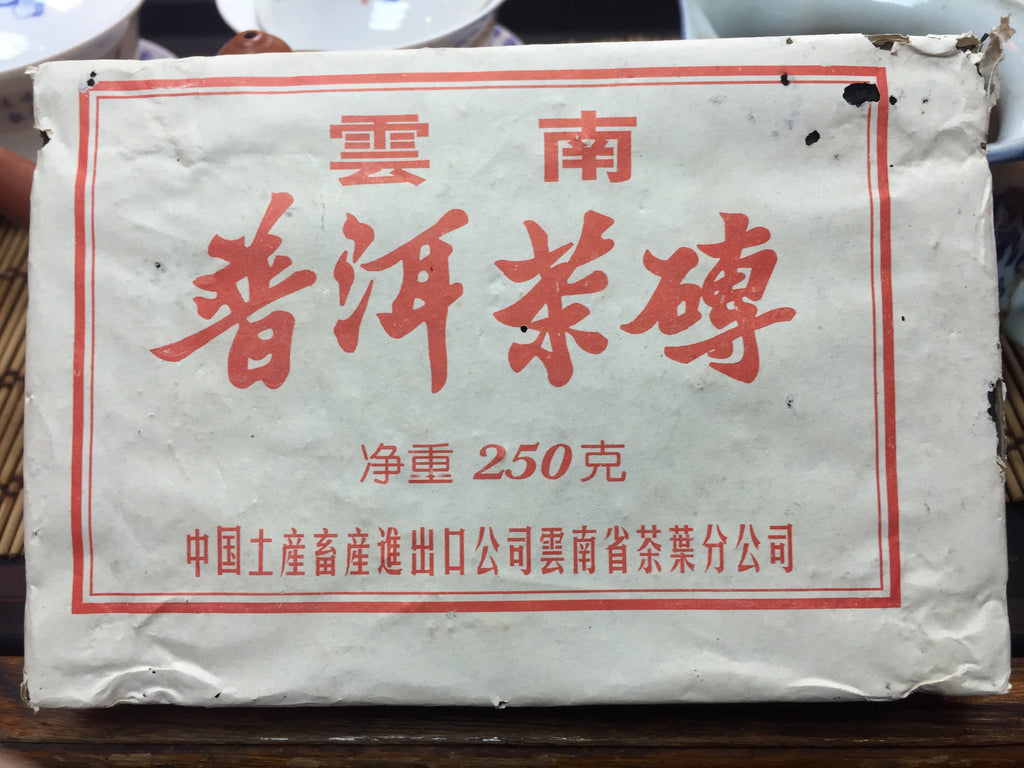 雲南
普洱茶磚
净重 250克
中国土産畜産進出口公司雲南省茶葉分公司